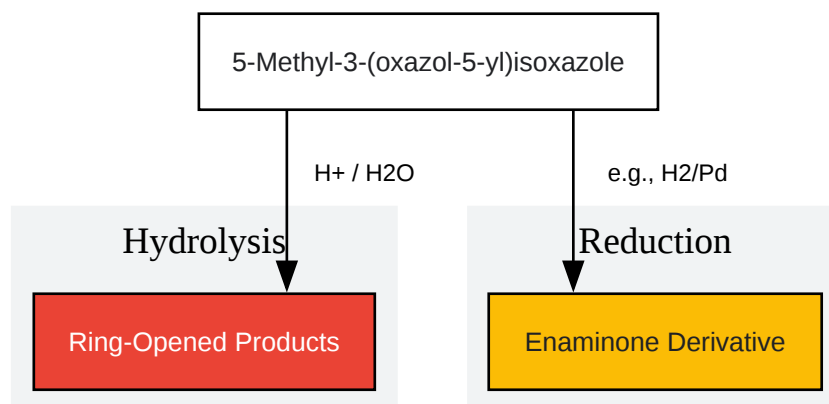 5-Methyl-3-(oxazol-5-yl)isoxazole
H+ / H2O
e.g., H2/Pd
Hydrolysis
Reduction
Ring-Opened Products
Enaminone Derivative